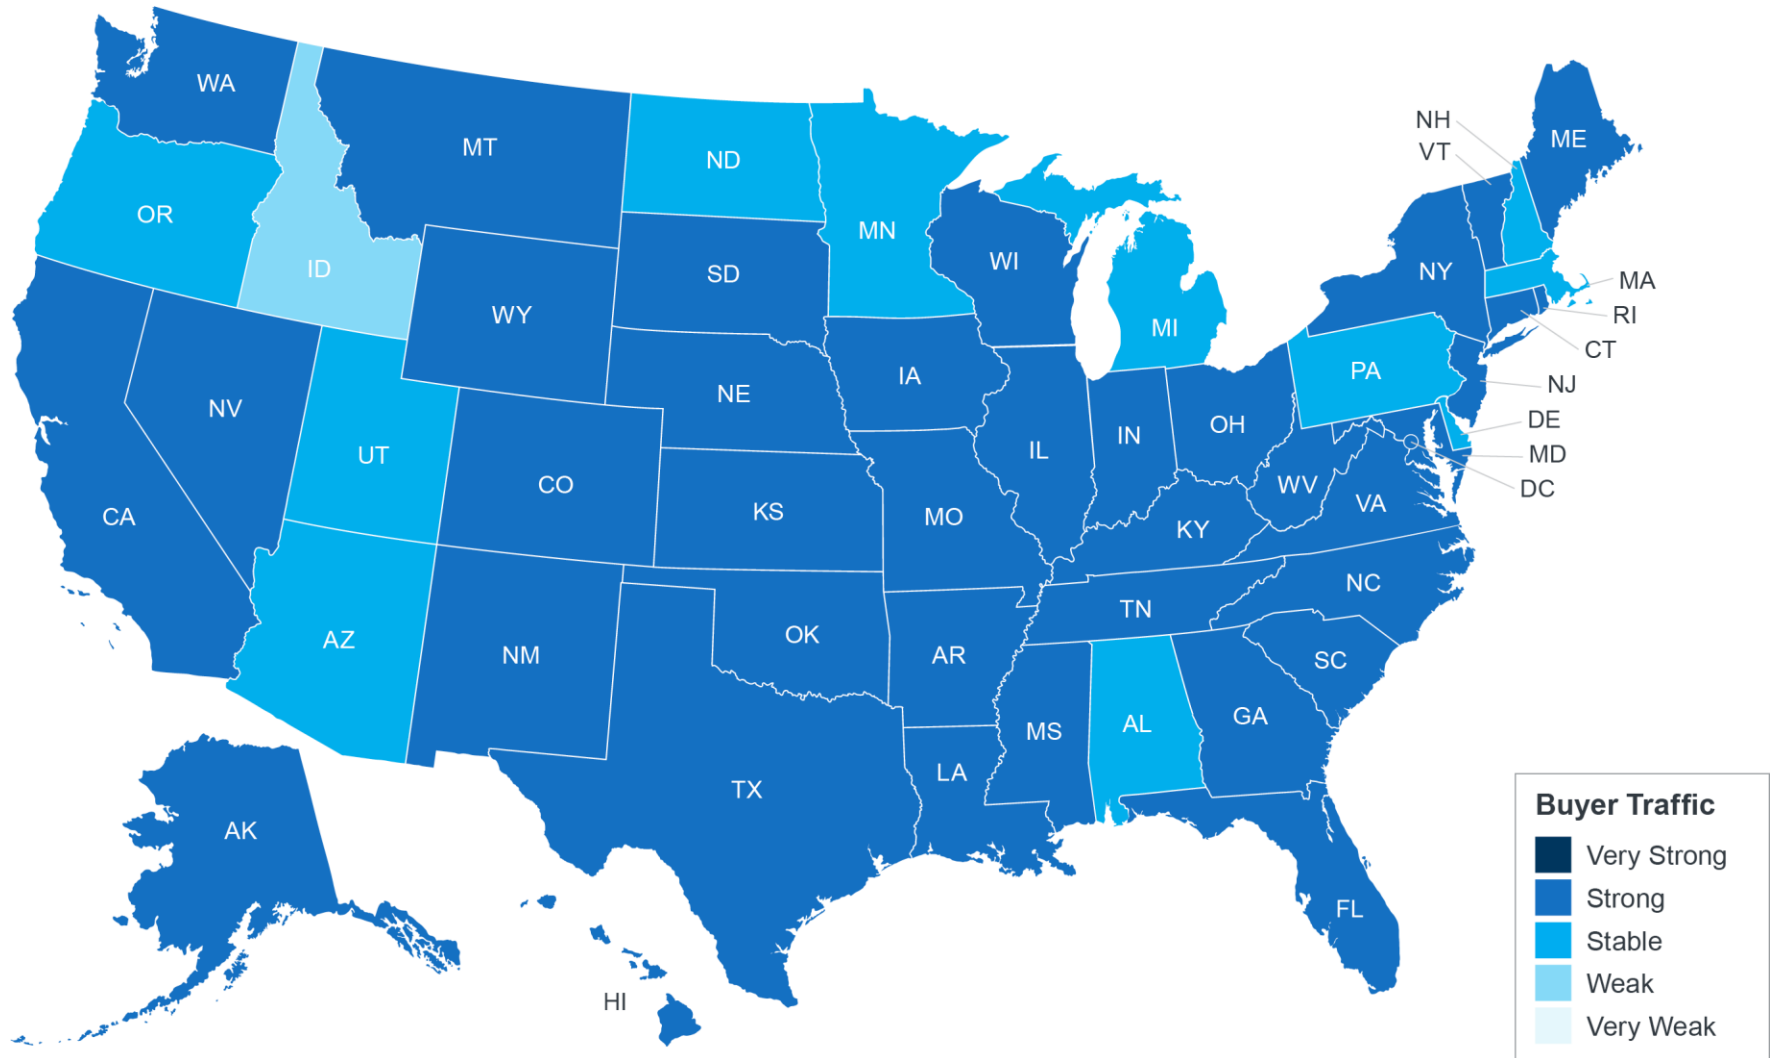 WA
MT
ND
OR
ID
MN
SD
WY
WI
MI
NH
VT
ME
NY
MA
RI
CT
PA
NJ
DE
MD
DC
NV
UT
CA
CO
NE
IA
KS
MO
IL
IN
OH
WV
VA
KY
NC
TN
AZ
NM
OK
AR
SC
GA
AL
MS
LA
TX
FL
AK
HI
Buyer Traffic
Very Strong
Strong
Stable
Weak
Very Weak